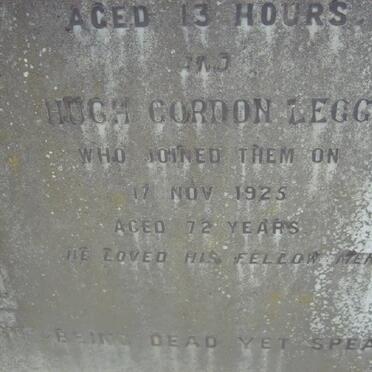 AGED 13 HOURS.
AND
HUGH GORDON LEGG
WHO JOINED THEM ON
17 NOV 1925
AGED 72 YEARS
HE LOVED HIS FELLOW MEN
BEING DEAD YET SPEA